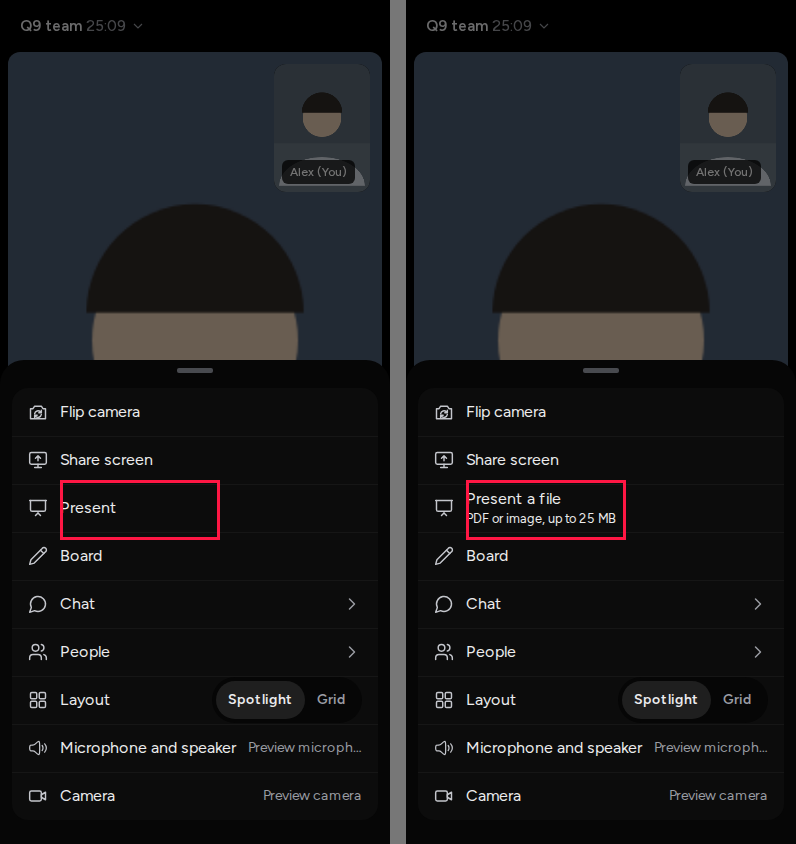 Q9 team 25:09
Alex (You)
Flip camera
Share screen
Present
Board
Chat
People
Layout Spotlight Grid
Microphone and speaker Preview microph...
Camera Preview camera
Q9 team 25:09
Alex (You)
Flip camera
Share screen
Present a file
PDF or image, up to 25 MB
Board
Chat
People
Layout Spotlight Grid
Microphone and speaker Preview microph...
Camera Preview camera